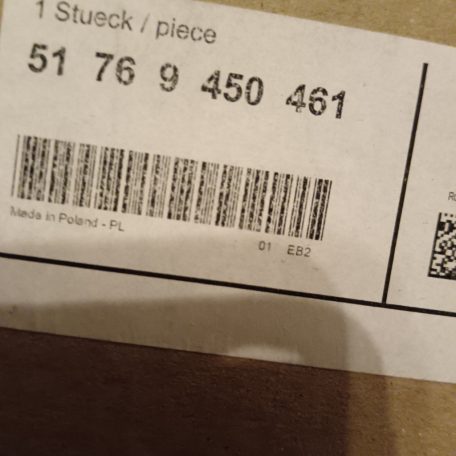 1 Stueck / piece
51 76 9 450 461
Made in Poland - PL
01 EB2